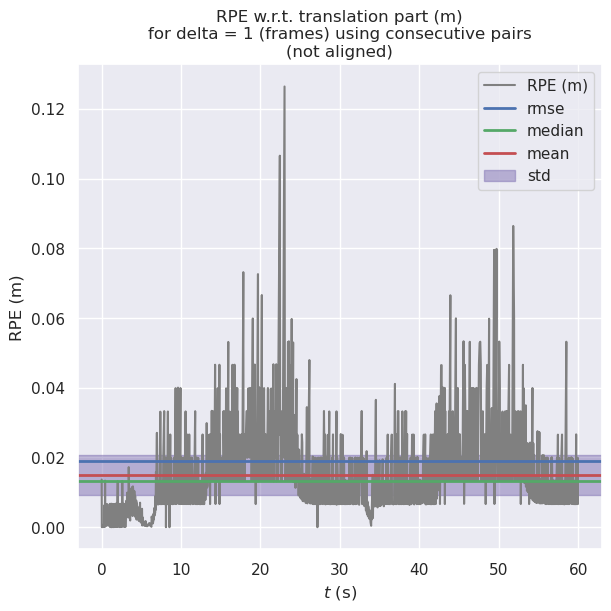 RPE w.r.t. translation part (m)
for delta = 1 (frames) using consecutive pairs
(not aligned)
RPE (m)
rmse
median
mean
std
RPE (m)
0.12
0.10
0.08
0.06
0.04
0.02
0.00
0 10 20 30 40 50 60
t (s)